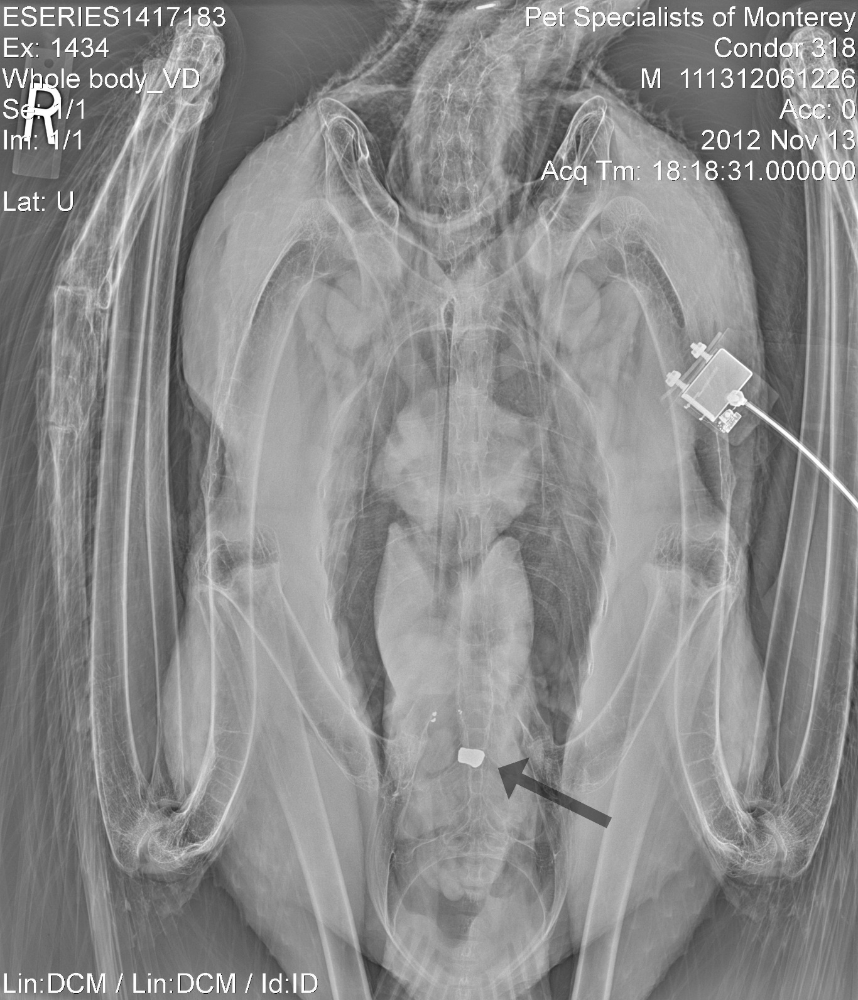 ESERIES1417183
Ex: 1434
Whole body_VD
Se: 1/1
Im: 1/1
Lat: U
R
Pet Specialists of Monterey
Condor 318
M 111312061226
Acc: 0
2012 Nov 13
Acq Tm: 18:18:31.000000
Lin:DCM / Lin:DCM / Id:ID